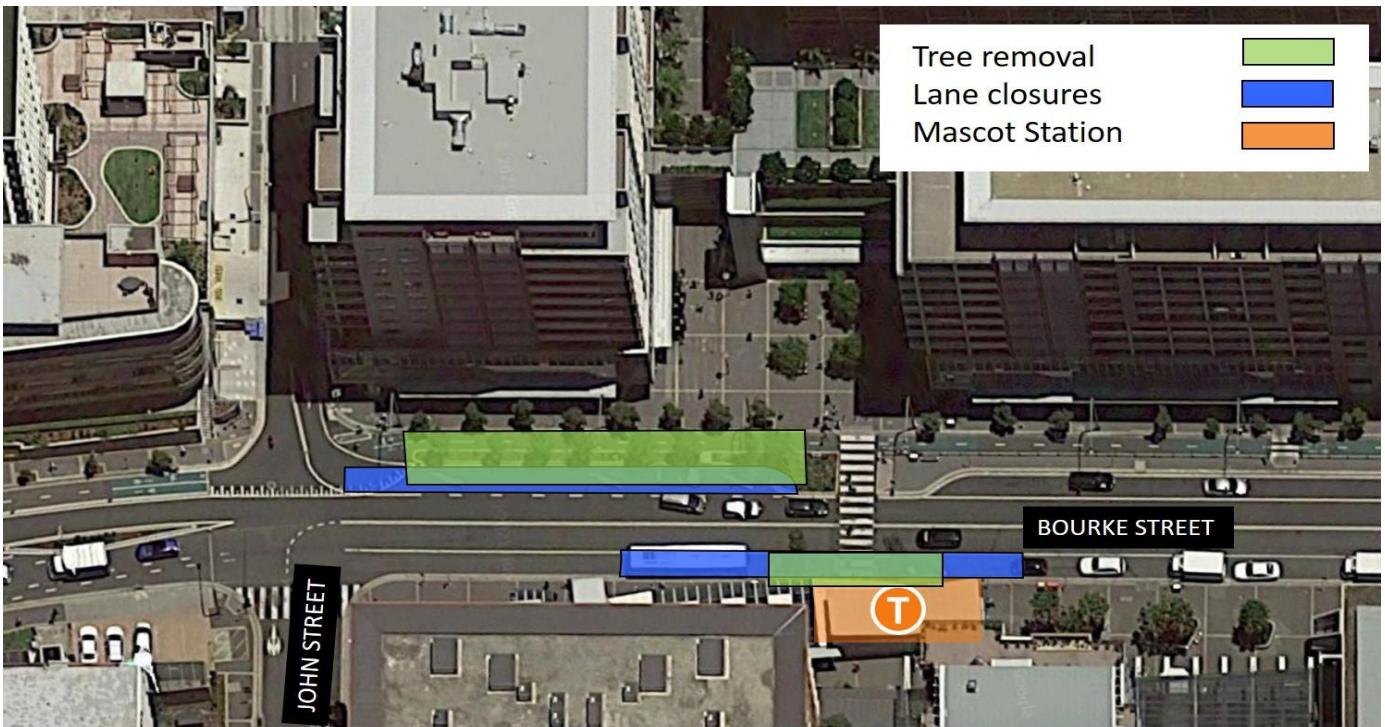 Tree removal
Lane closures
Mascot Station
BOURKE STREET
T
JOHN STREET